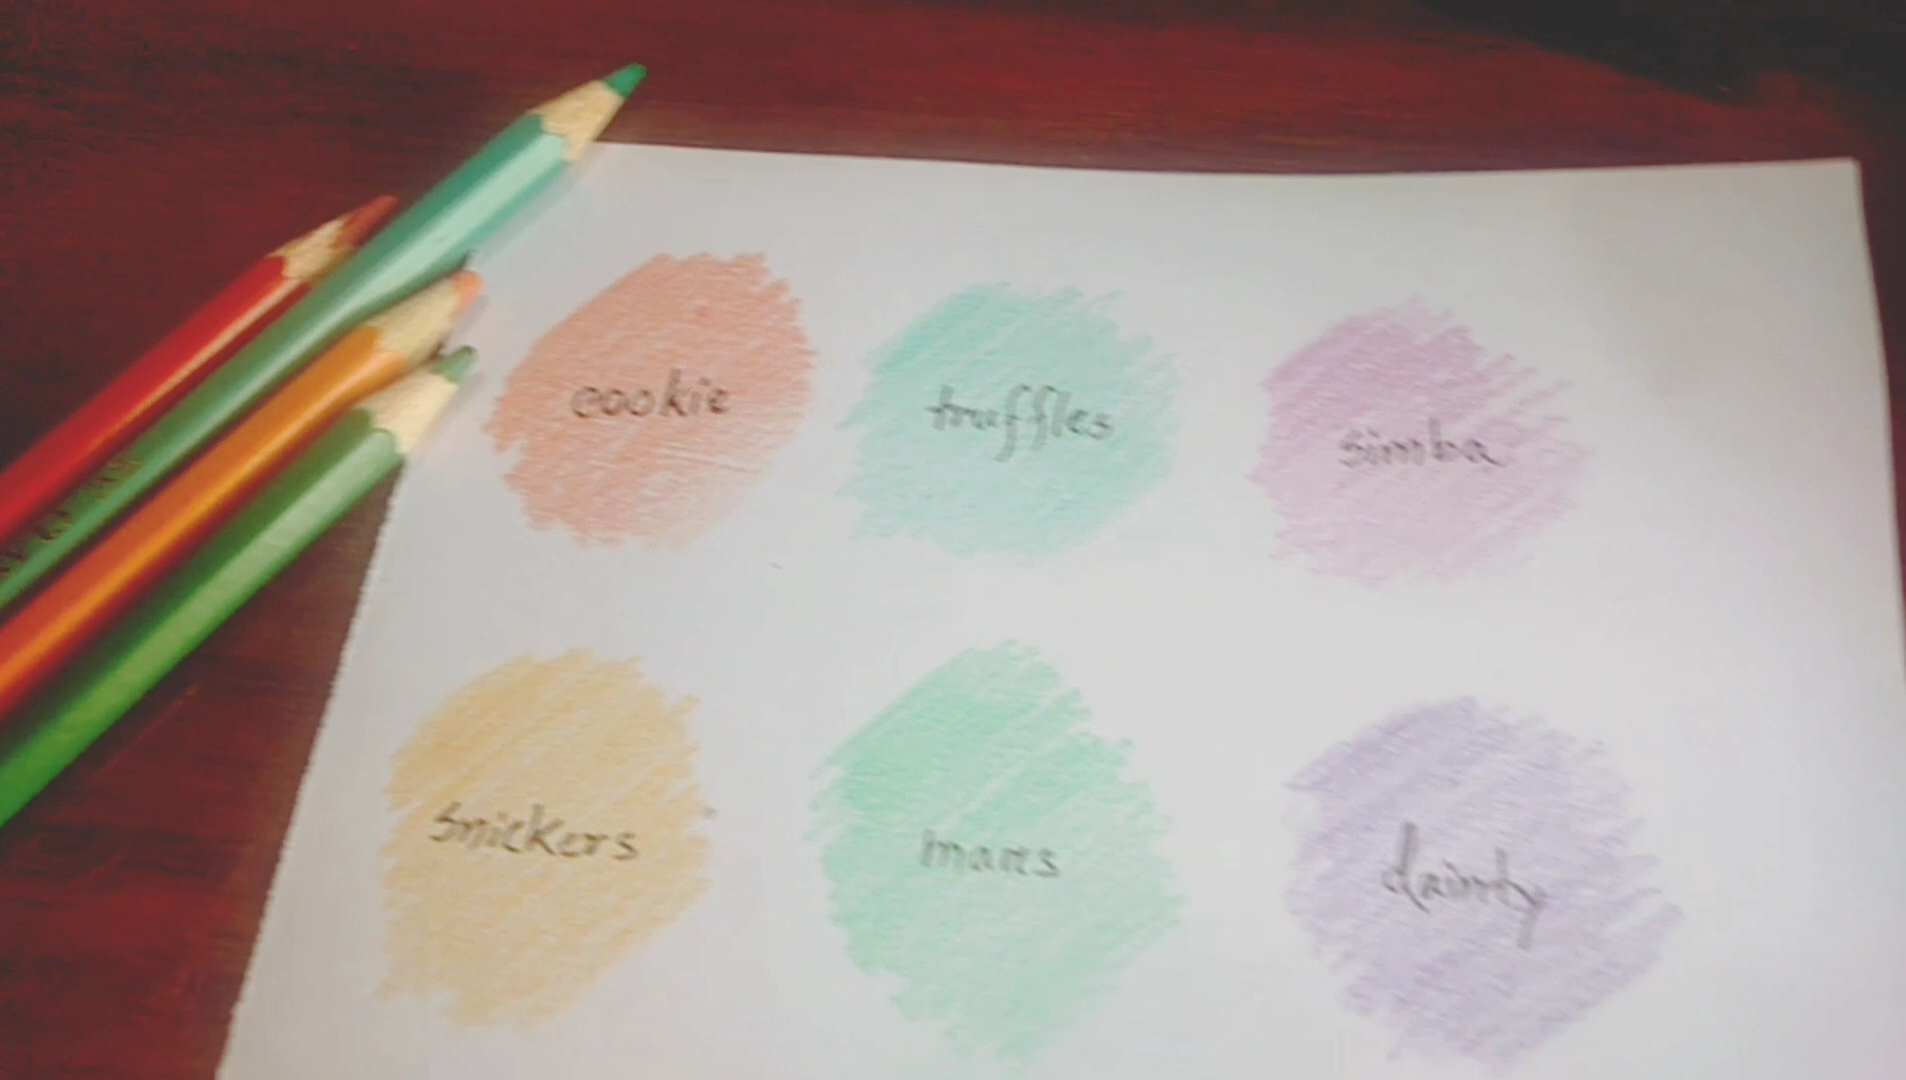 cookie
truffles
simba
snickers
mars
dainty